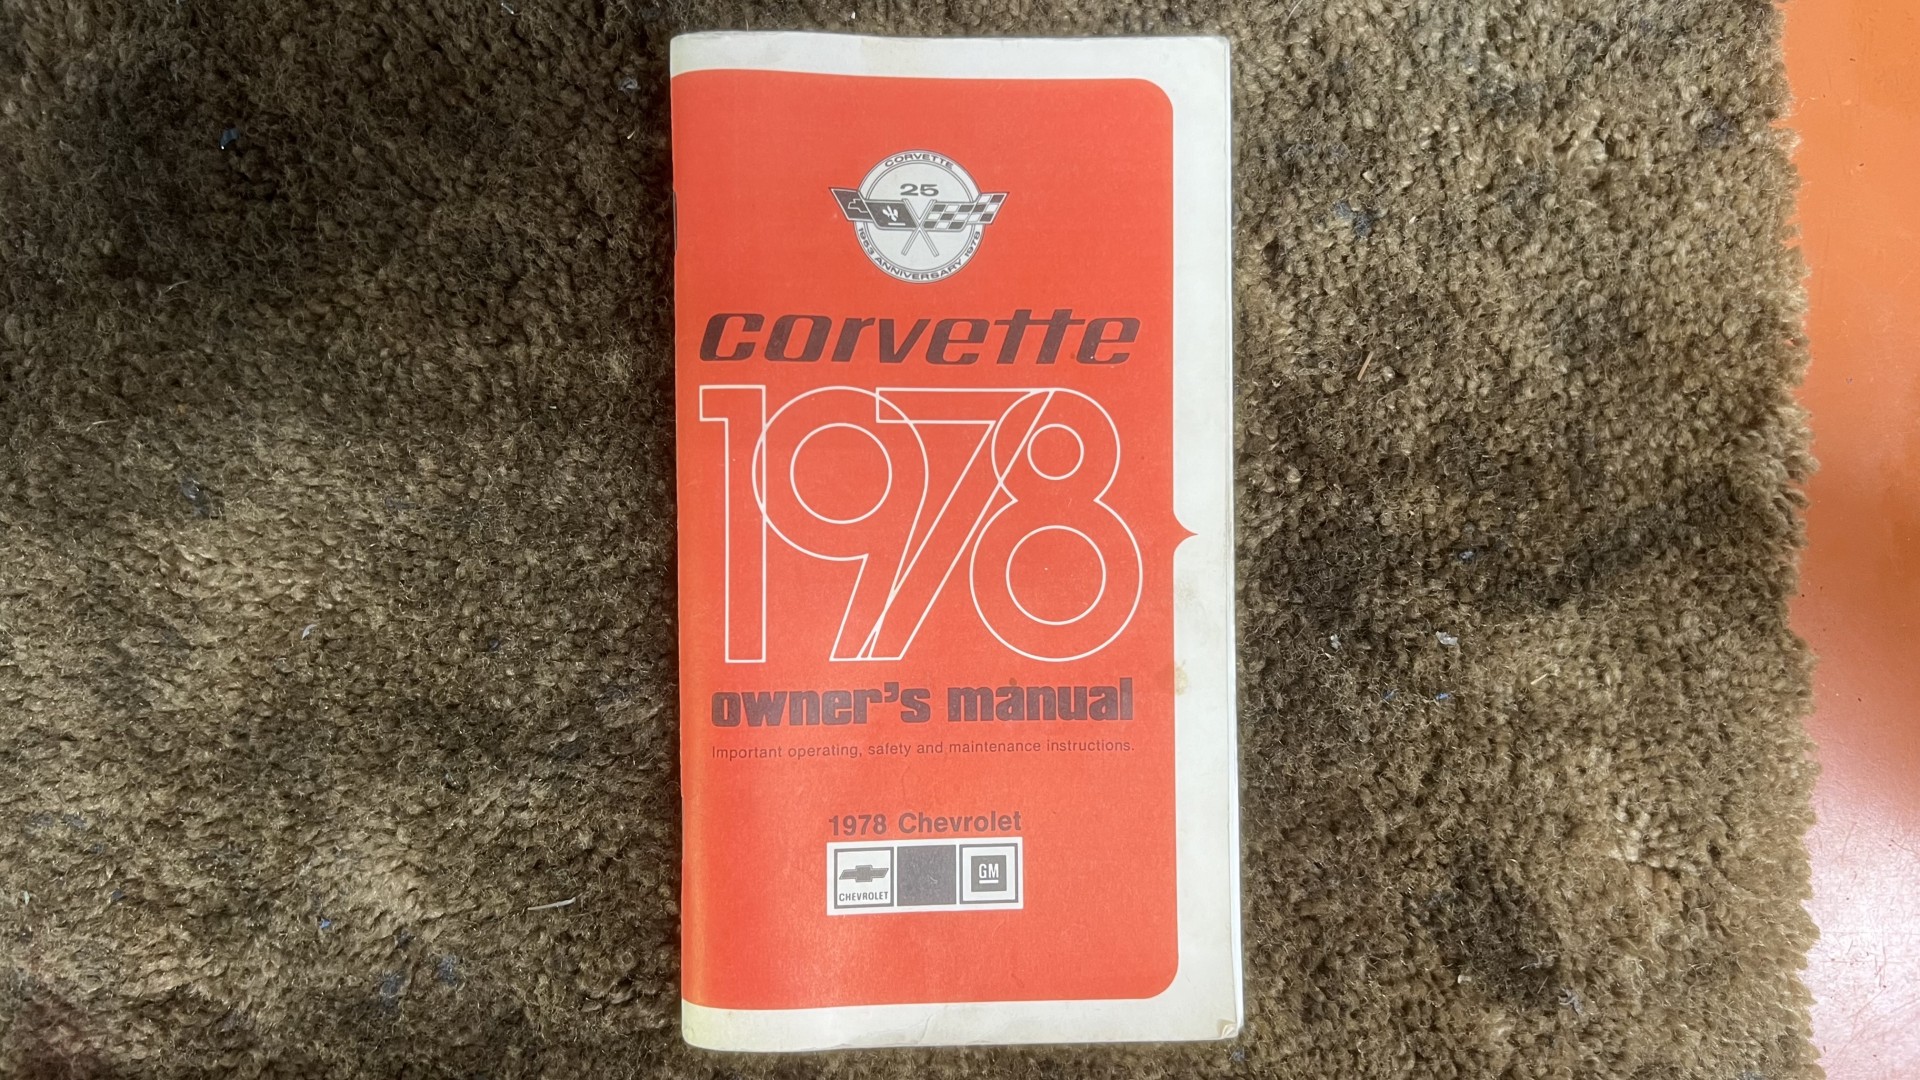 CORVETTE
25
1953 ANNIVERSARY 1978
corvette
1978
owner's manual
Important operating, safety and maintenance instructions.
1978 Chevrolet
CHEVROLET
GM